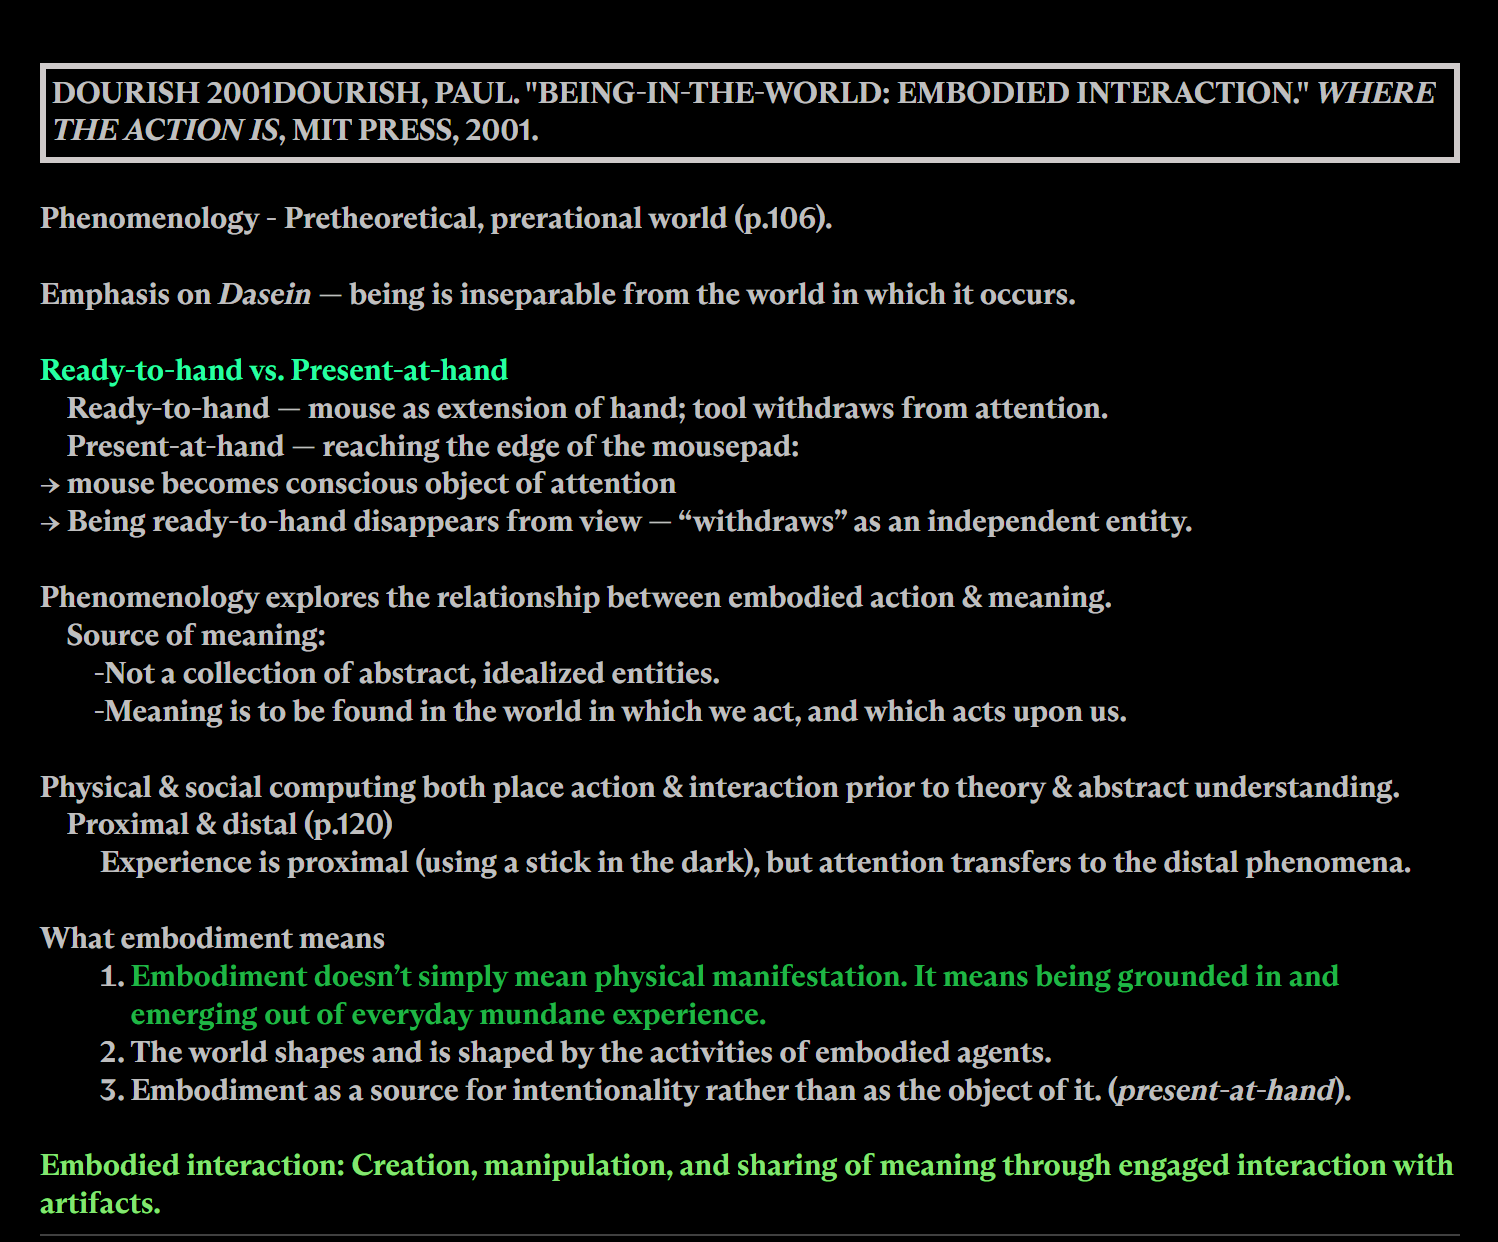 DOURISH 2001DOURISH, PAUL. "BEING-IN-THE-WORLD: EMBODIED INTERACTION." WHERE
THE ACTION IS, MIT PRESS, 2001.
Phenomenology - Pretheoretical, prerational world (p.106).
Emphasis on Dasein — being is inseparable from the world in which it occurs.
Ready-to-hand vs. Present-at-hand
Ready-to-hand — mouse as extension of hand; tool withdraws from attention.
Present-at-hand — reaching the edge of the mousepad:
→ mouse becomes conscious object of attention
→ Being ready-to-hand disappears from view — “withdraws” as an independent entity.
Phenomenology explores the relationship between embodied action & meaning.
Source of meaning:
-Not a collection of abstract, idealized entities.
-Meaning is to be found in the world in which we act, and which acts upon us.
Physical & social computing both place action & interaction prior to theory & abstract understanding.
Proximal & distal (p.120)
Experience is proximal (using a stick in the dark), but attention transfers to the distal phenomena.
What embodiment means
1. Embodiment doesn’t simply mean physical manifestation. It means being grounded in and
emerging out of everyday mundane experience.
2. The world shapes and is shaped by the activities of embodied agents.
3. Embodiment as a source for intentionality rather than as the object of it. (present-at-hand).
Embodied interaction: Creation, manipulation, and sharing of meaning through engaged interaction with
artifacts.